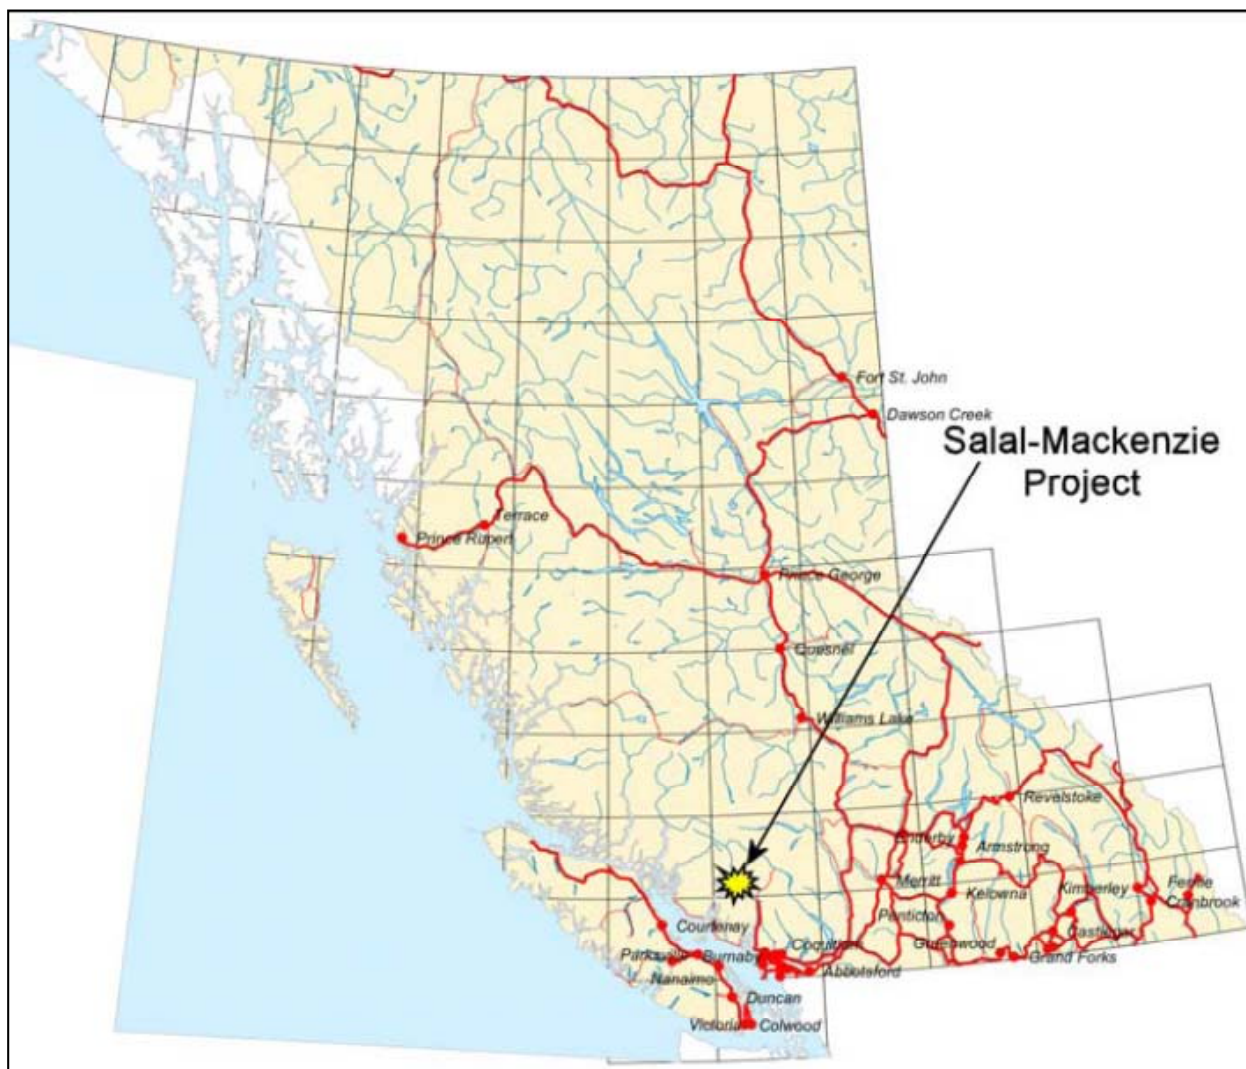 Fort St. John
Dawson Creek
Salal-Mackenzie
Project
Terrace
Prince Rupert
Prince George
Quesnel
Williams Lake
Revelstoke
Enderby
Armstrong
Merritt
Kelowna
Kimberley
Fernie
Cranbrook
Penticton
Courtenay
Castlegar
Greenwood
Grand Forks
Coquitlam
Parksville
Burnaby
Abbotsford
Nanaimo
Duncan
Victoria
Colwood